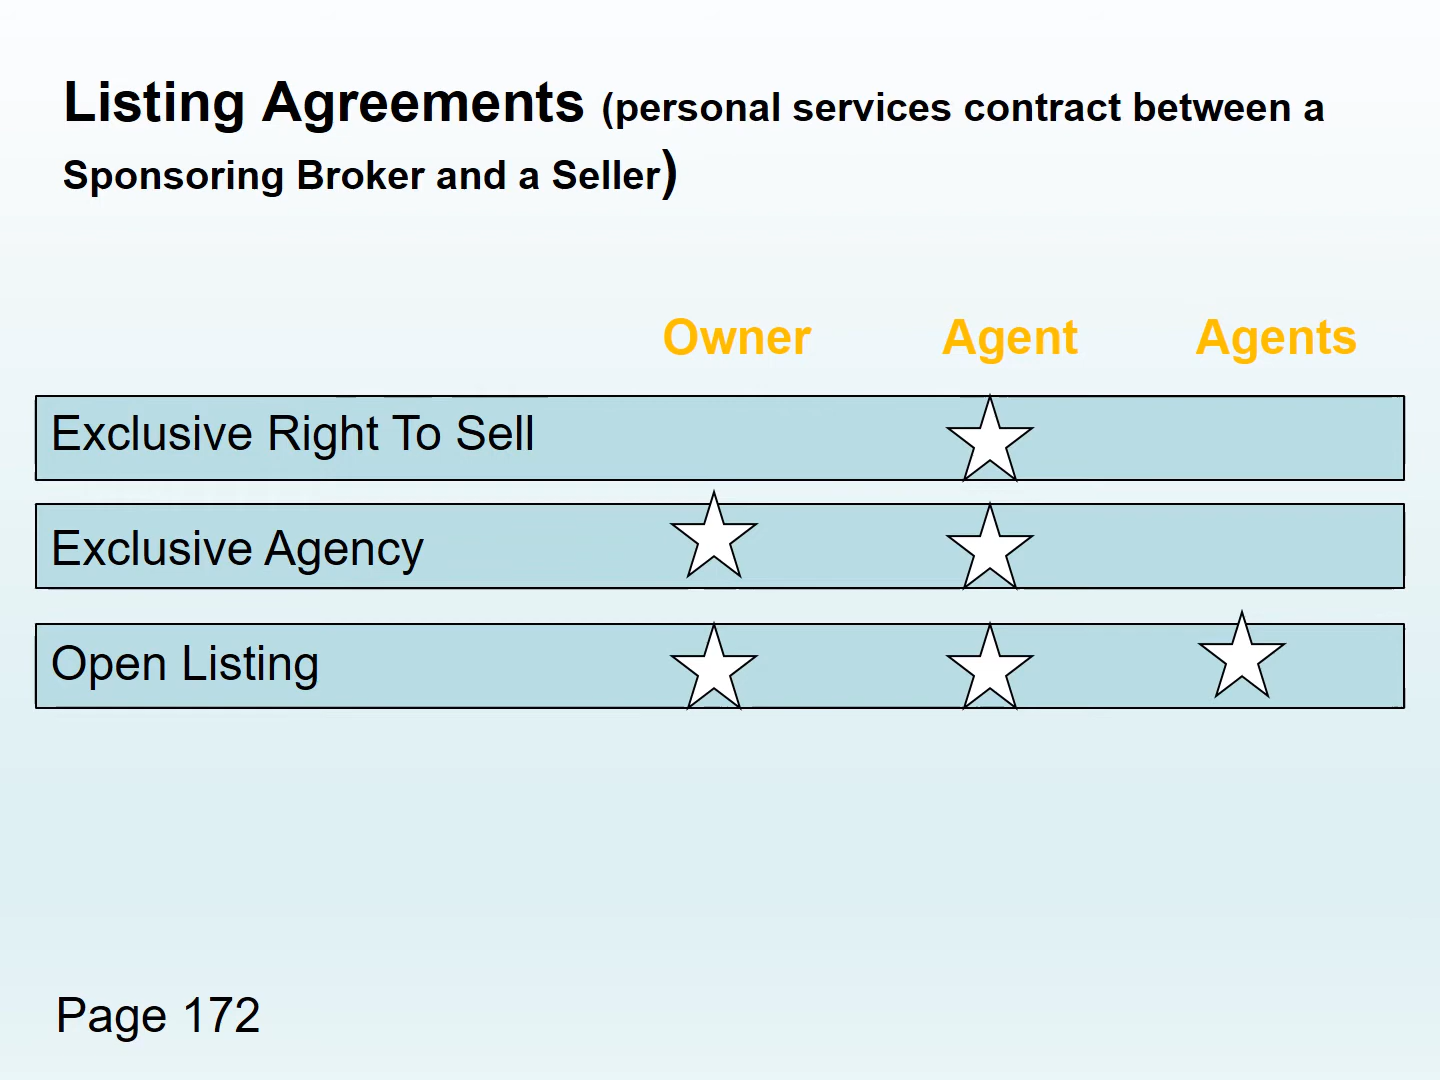 Listing Agreements (personal services contract between a
Sponsoring Broker and a Seller)
Owner Agent Agents
Exclusive Right To Sell
Exclusive Agency
Open Listing
Page 172